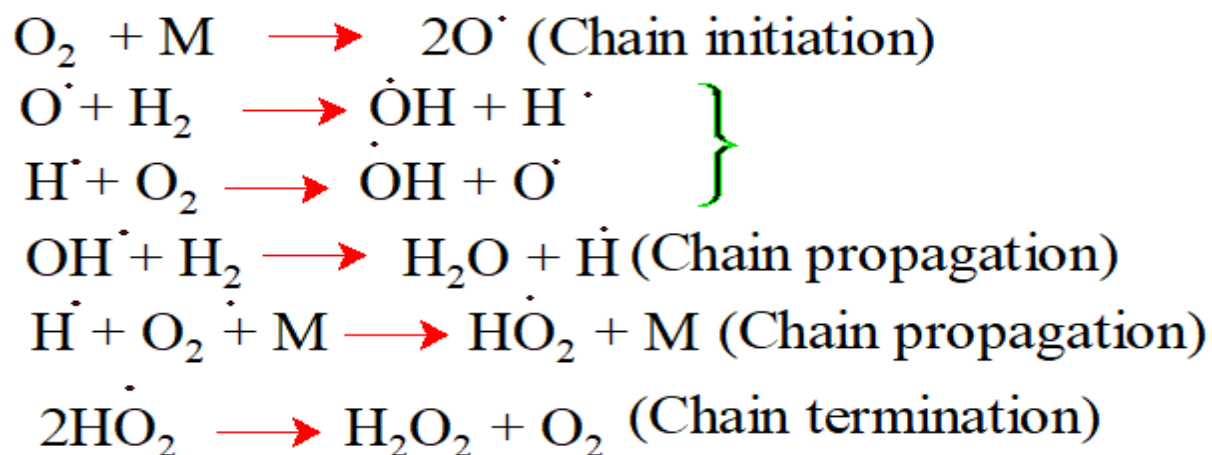 O₂ + M → 2O˙ (Chain initiation)
O˙ + H₂ → ȮH + H˙ }
H˙ + O₂ → ȮH + O˙
OH˙ + H₂ → H₂O + Ḣ (Chain propagation)
Ḣ + O₂ +̇ M → HȮ₂ + M (Chain propagation)
2HȮ₂ → H₂O₂ + O₂ (Chain termination)